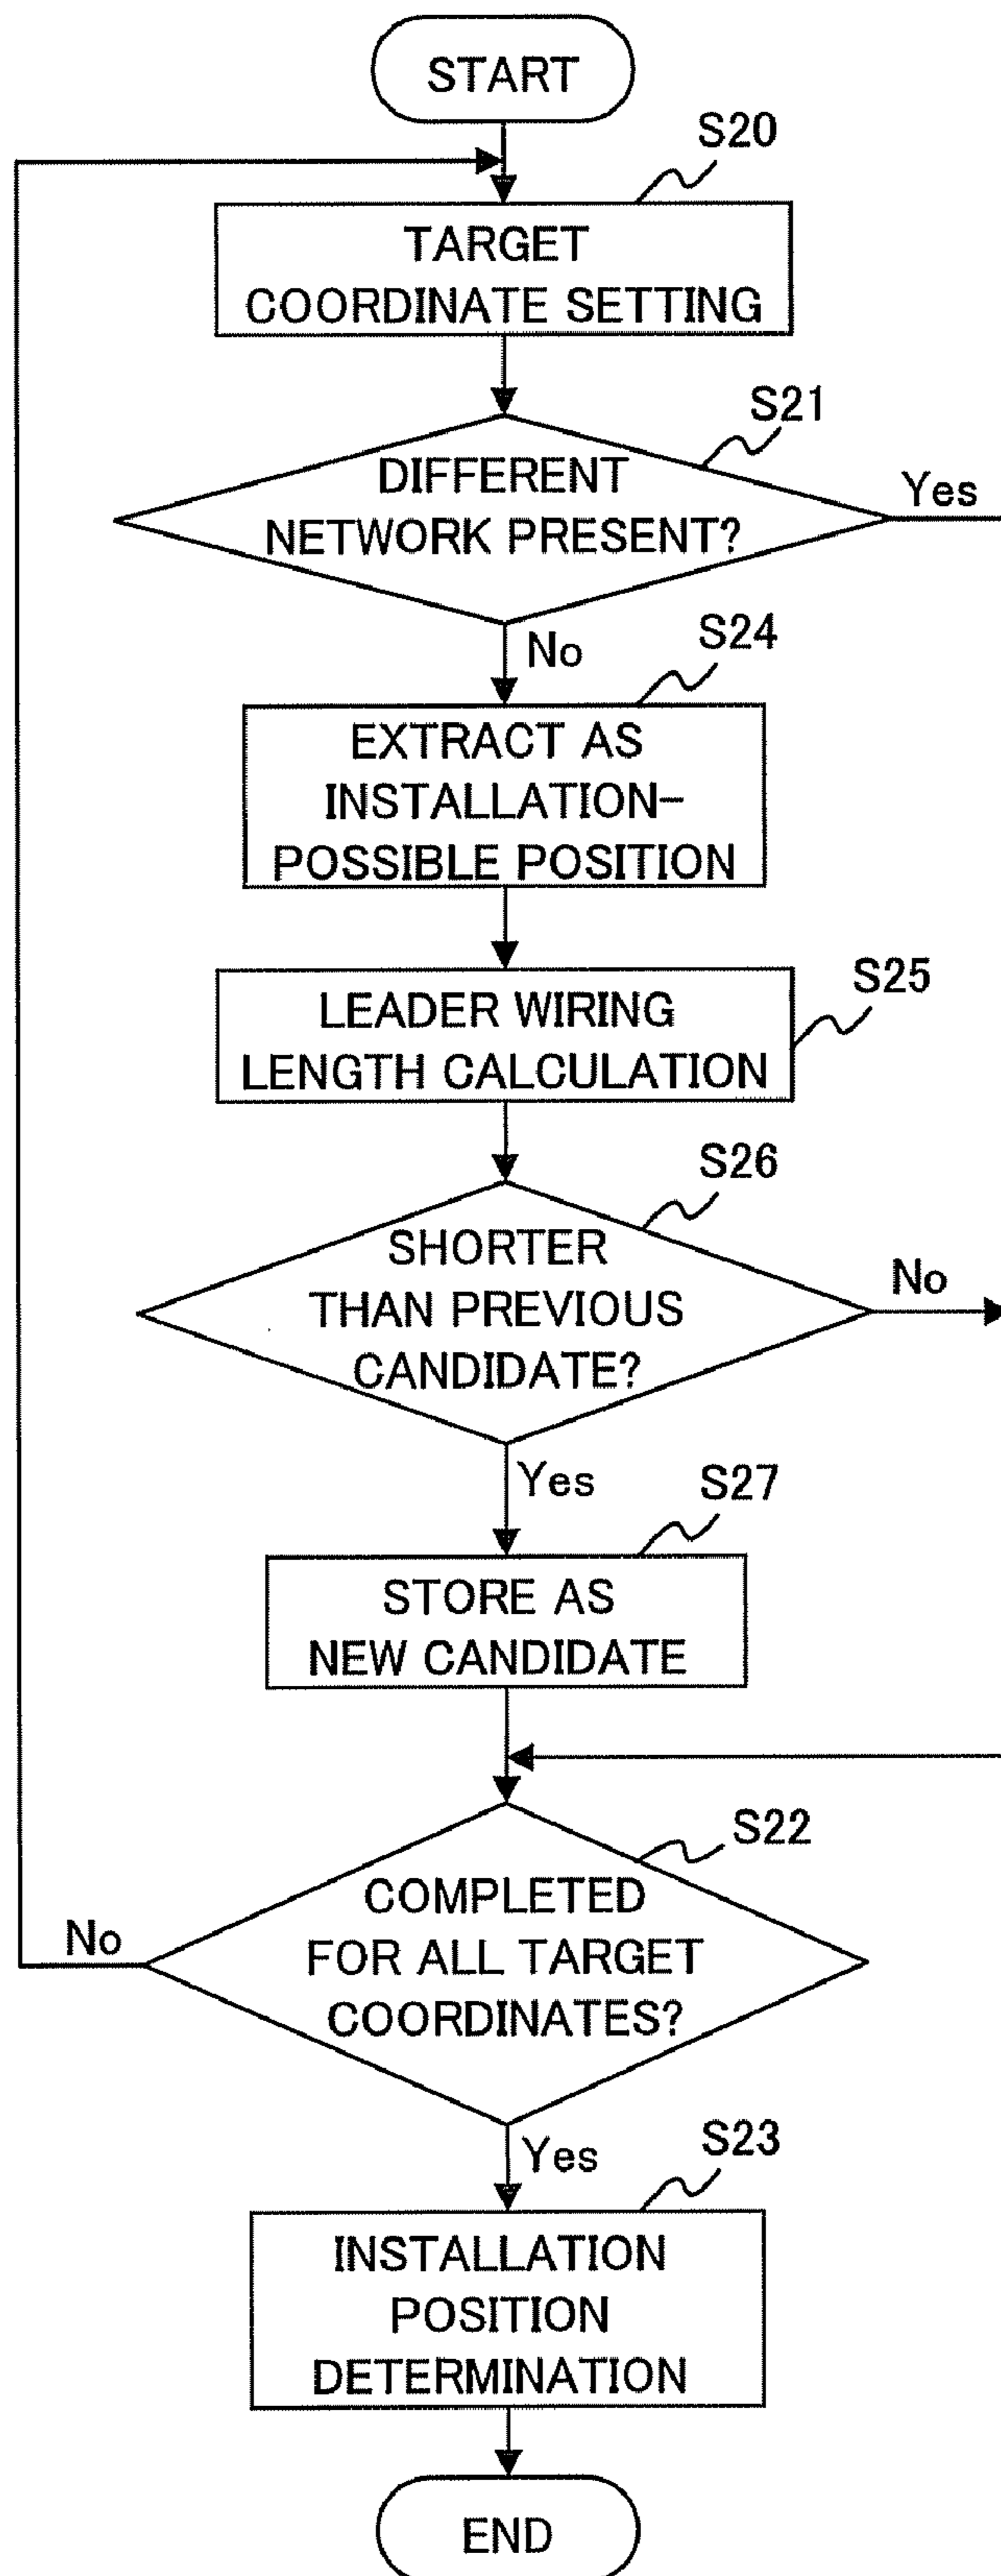 START
S20
TARGET
COORDINATE SETTING
S21
DIFFERENT
NETWORK PRESENT?
Yes
No
S24
EXTRACT AS
INSTALLATION-
POSSIBLE POSITION
S25
LEADER WIRING
LENGTH CALCULATION
S26
SHORTER
THAN PREVIOUS
CANDIDATE?
No
Yes
S27
STORE AS
NEW CANDIDATE
S22
COMPLETED
FOR ALL TARGET
COORDINATES?
No
Yes
S23
INSTALLATION
POSITION
DETERMINATION
END